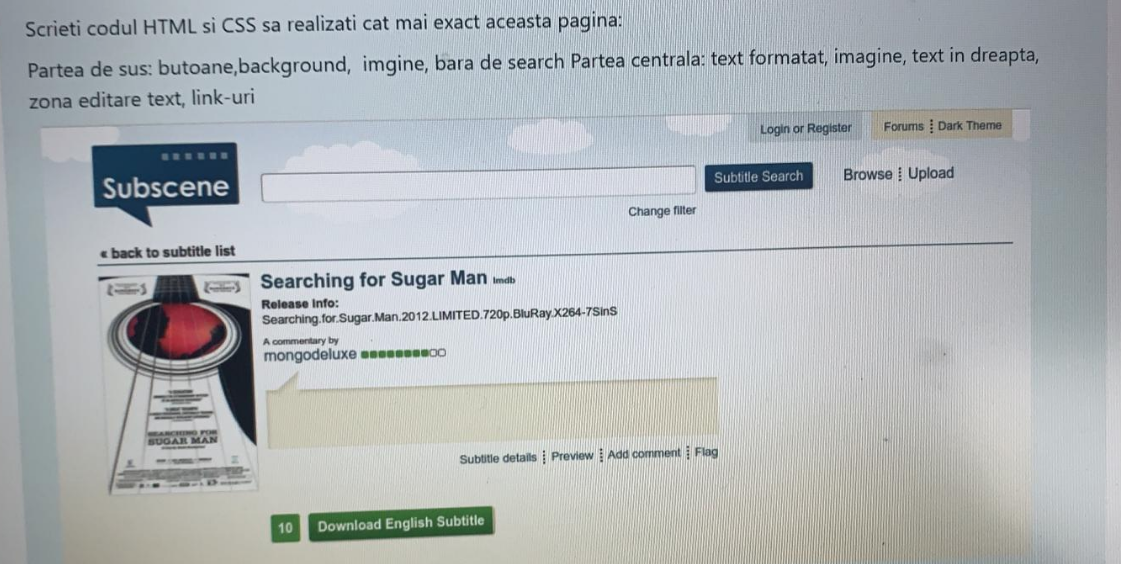 Scrieti codul HTML si CSS sa realizati cat mai exact aceasta pagina:
Partea de sus: butoane,background, imgine, bara de search Partea centrala: text formatat, imagine, text in dreapta,
zona editare text, link-uri
Login or Register
Forums Dark Theme
Subscene
Subtitle Search
Browse Upload
Change filter
« back to subtitle list
Searching for Sugar Man Imdb
Release Info:
Searching.for.Sugar.Man.2012.LIMITED.720p.BluRay.X264-7SinS
A commentary by
mongodeluxe
SEARCHING FOR
SUGAR MAN
Subtitle details Preview Add comment Flag
10 Download English Subtitle